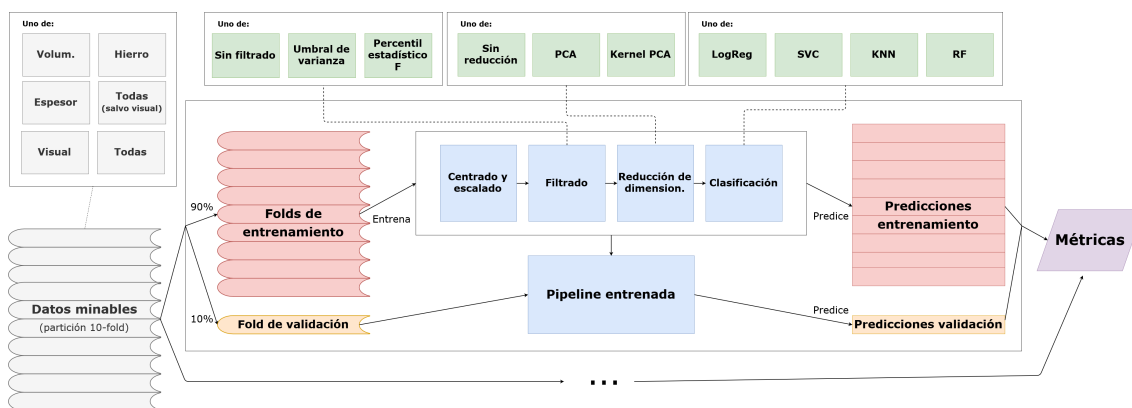 Uno de:
Volum.
Hierro
Espesor
Todas
(salvo visual)
Visual
Todas
Uno de:
Sin filtrado
Umbral de
varianza
Percentil
estadístico
F
Uno de:
Sin
reducción
PCA
Kernel PCA
Uno de:
LogReg
SVC
KNN
RF
Datos minables
(partición 10-fold)
90%
10%
Folds de
entrenamiento
Fold de validación
Entrena
Centrado y
escalado
Filtrado
Reducción de
dimension.
Clasificación
Pipeline entrenada
Predice
Predice
Predicciones
entrenamiento
Predicciones validación
Métricas
...